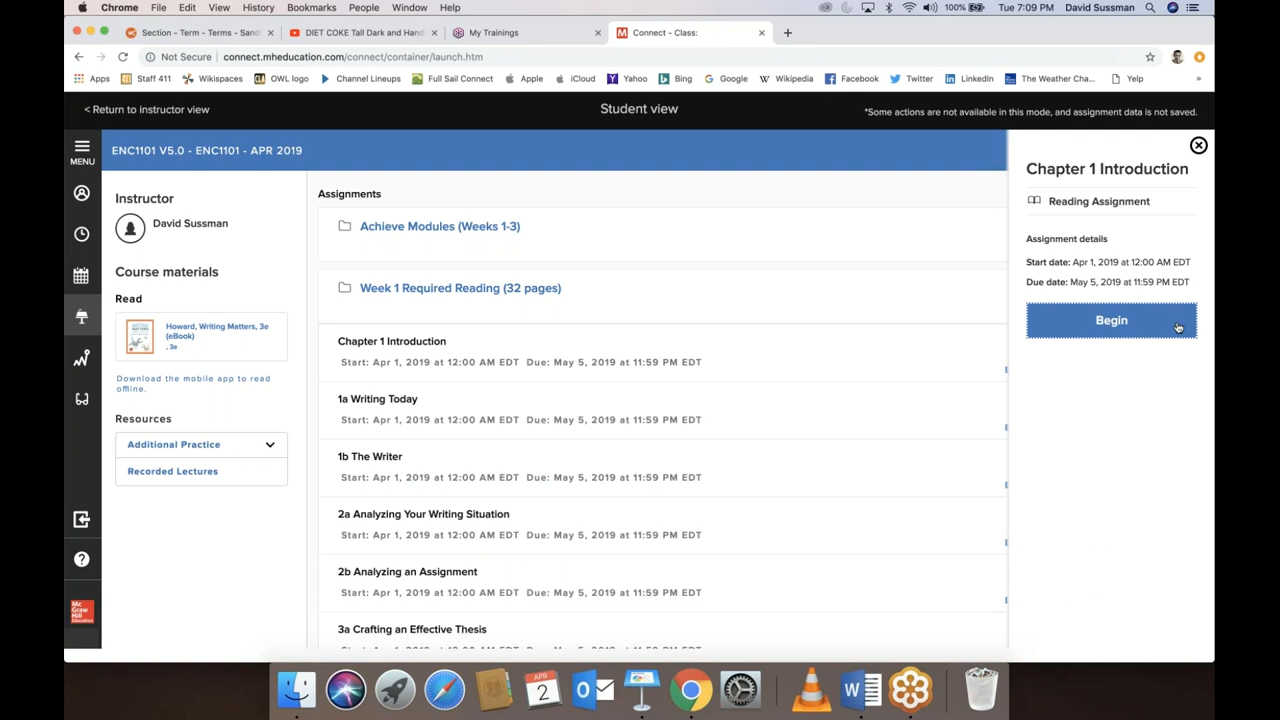 Chrome File Edit View History Bookmarks People Window Help 100% Tue 7:09 PM David Sussman
Section - Term - Terms - Sand DIET COKE Tall Dark and Hand My Trainings Connect - Class:
Not Secure connect.mheducation.com/connect/container/launch.htm
Apps Staff 411 Wikispaces OWL logo Channel Lineups Full Sail Connect Apple iCloud Yahoo Bing Google Wikipedia Facebook Twitter LinkedIn The Weather Cha... Yelp »
< Return to instructor view Student view *Some actions are not available in this mode, and assignment data is not saved.
MENU
ENC1101 V5.0 - ENC1101 - APR 2019
Instructor
David Sussman
Course materials
Read
Howard, Writing Matters, 3e
(eBook)
, 3e
Download the mobile app to read
offline.
Resources
Additional Practice
Recorded Lectures
Mc
Graw
Hill
Education
Assignments
Achieve Modules (Weeks 1-3)
Week 1 Required Reading (32 pages)
Chapter 1 Introduction
Start: Apr 1, 2019 at 12:00 AM EDT Due: May 5, 2019 at 11:59 PM EDT
1a Writing Today
Start: Apr 1, 2019 at 12:00 AM EDT Due: May 5, 2019 at 11:59 PM EDT
1b The Writer
Start: Apr 1, 2019 at 12:00 AM EDT Due: May 5, 2019 at 11:59 PM EDT
2a Analyzing Your Writing Situation
Start: Apr 1, 2019 at 12:00 AM EDT Due: May 5, 2019 at 11:59 PM EDT
2b Analyzing an Assignment
Start: Apr 1, 2019 at 12:00 AM EDT Due: May 5, 2019 at 11:59 PM EDT
3a Crafting an Effective Thesis
Chapter 1 Introduction
Reading Assignment
Assignment details
Start date: Apr 1, 2019 at 12:00 AM EDT
Due date: May 5, 2019 at 11:59 PM EDT
Begin
APR
2